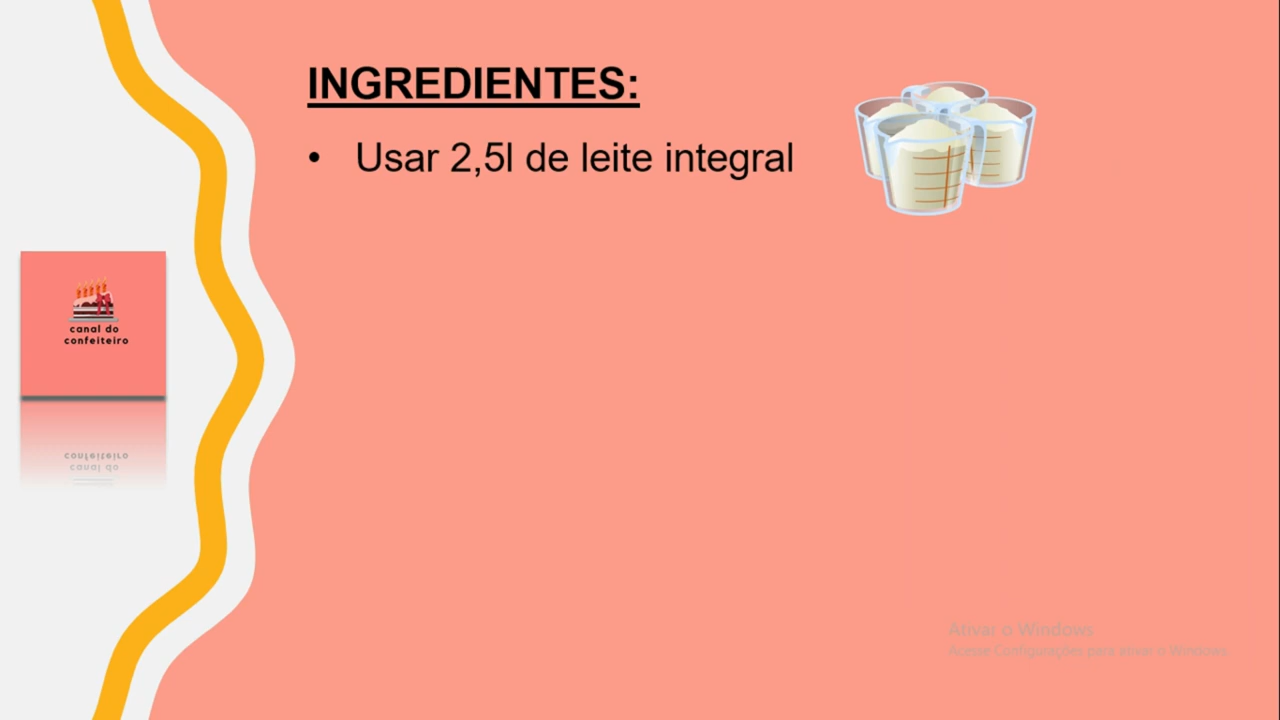 INGREDIENTES:
• Usar 2,5l de leite integral
canal do
confeiteiro
Ativar o Windows
Acesse Configurações para ativar o Windows.